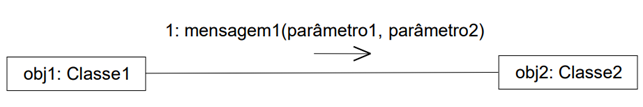 1: mensagem1(parâmetro1, parâmetro2)
obj1: Classe1
obj2: Classe2